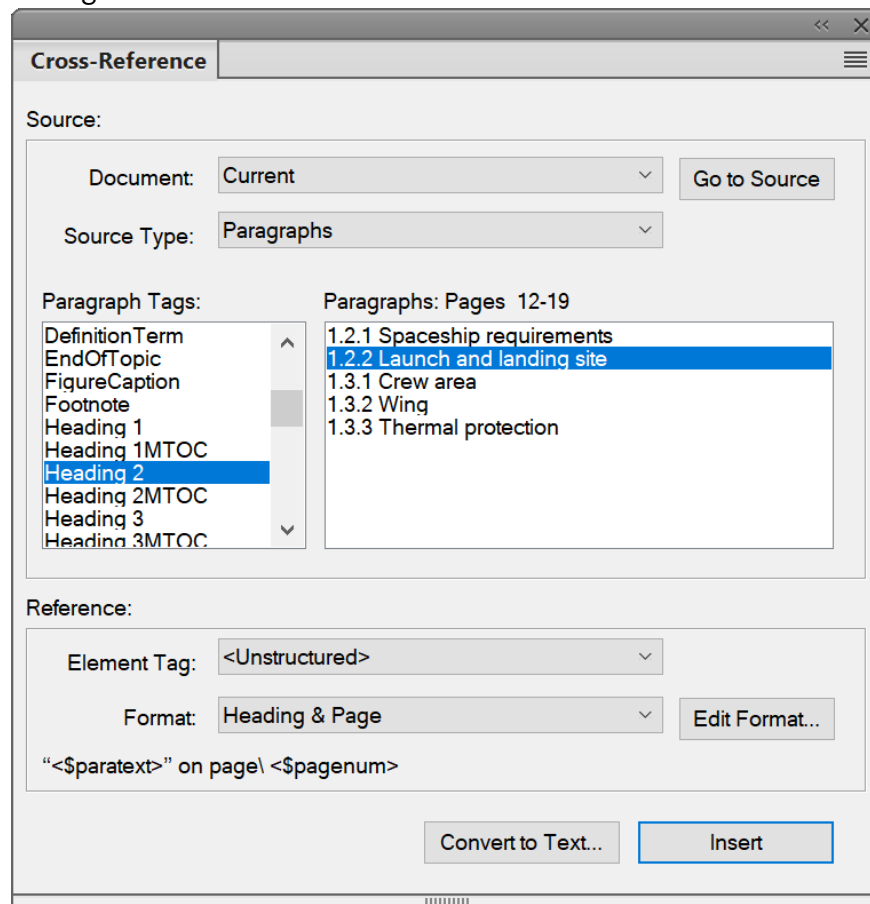 Cross-Reference
Source:
Document: Current Go to Source
Source Type: Paragraphs
Paragraph Tags: Paragraphs: Pages 12-19
DefinitionTerm 1.2.1 Spaceship requirements
EndOfTopic 1.2.2 Launch and landing site
FigureCaption 1.3.1 Crew area
Footnote 1.3.2 Wing
Heading 1 1.3.3 Thermal protection
Heading 1MTOC
Heading 2
Heading 2MTOC
Heading 3
Heading 3MTOC
Reference:
Element Tag: <Unstructured>
Format: Heading & Page Edit Format...
“<$paratext>” on page\ <$pagenum>
Convert to Text... Insert